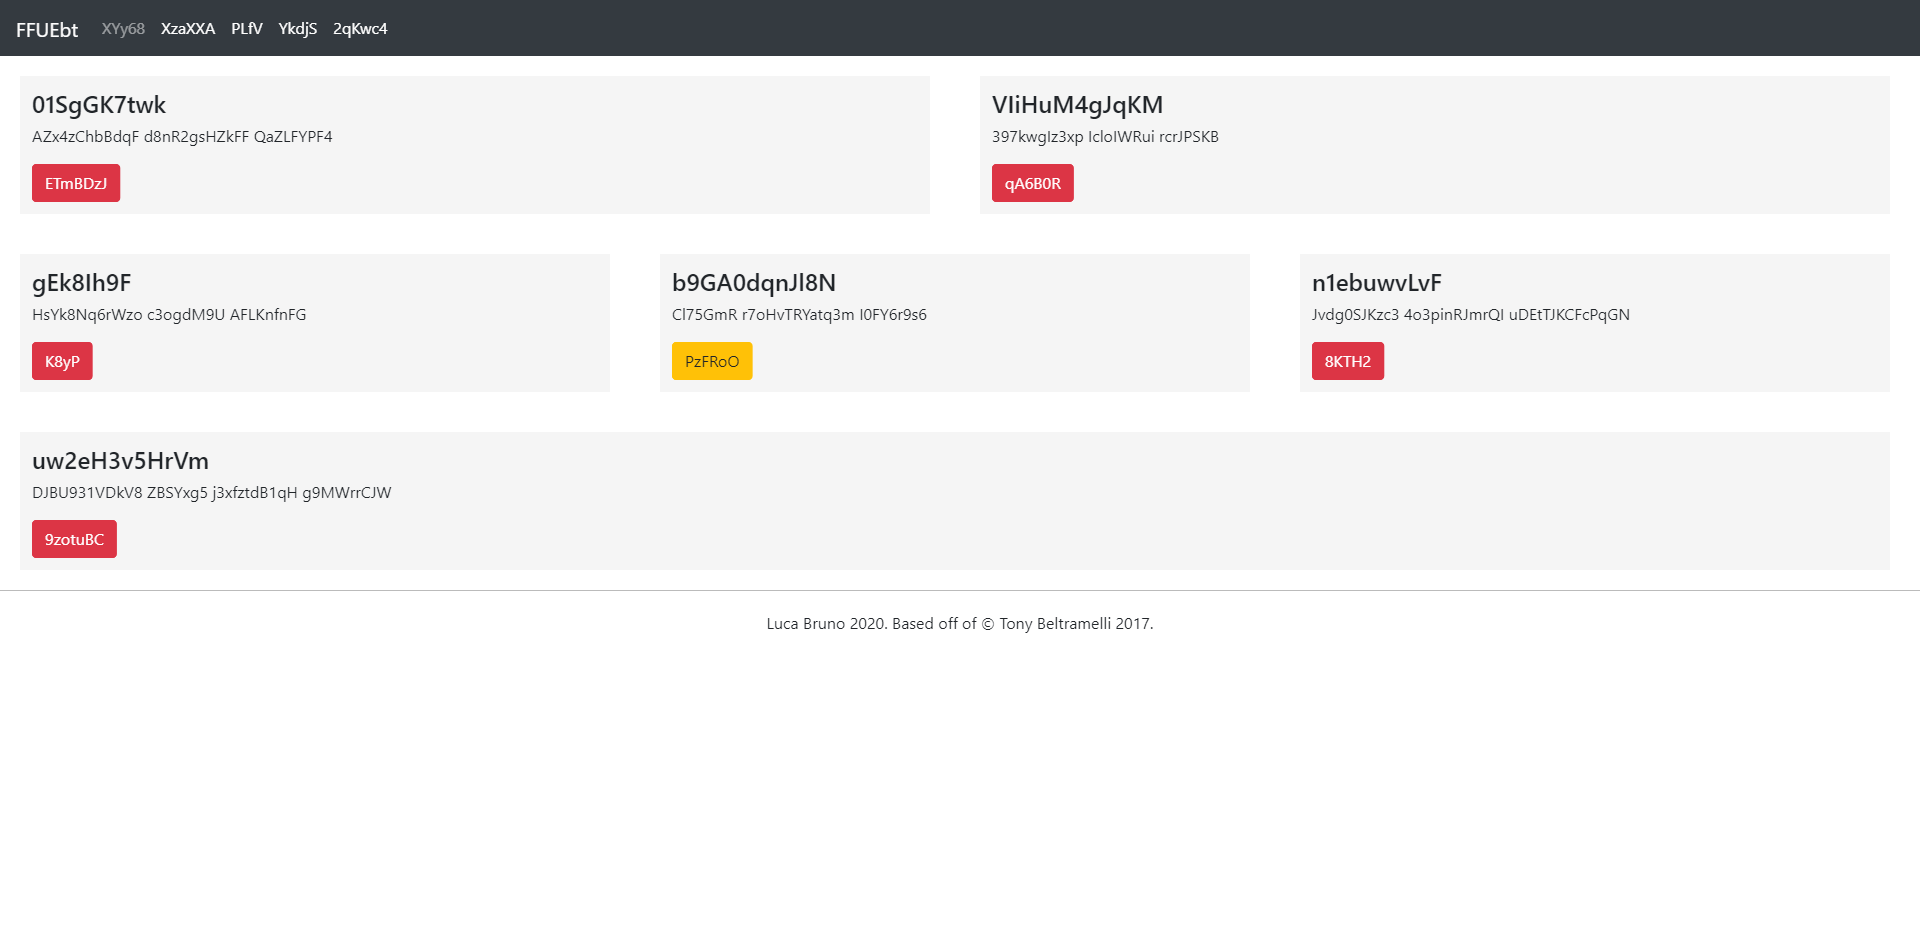 FFUEbt XYy68 XzaXXA PLfV YkdjS 2qKwc4
01SgGK7twk
AZx4zChbBdqF d8nR2gsHZkFF QaZLFYPF4
ETmBDzJ
VIiHuM4gJqKM
397kwgIz3xp IcloIWRui rcrJPSKB
qA6B0R
gEk8Ih9F
HsYk8Nq6rWzo c3ogdM9U AFLKnfnFG
K8yP
b9GA0dqnJl8N
Cl75GmR r7oHvTRYatq3m I0FY6r9s6
PzFRoO
n1ebuwvLvF
Jvdg0SJKzc3 4o3pinRJmrQI uDEtTJKCFcPqGN
8KTH2
uw2eH3v5HrVm
DJBU931VDkV8 ZBSYxg5 j3xfztdB1qH g9MWrrCJW
9zotuBC
Luca Bruno 2020. Based off of © Tony Beltramelli 2017.